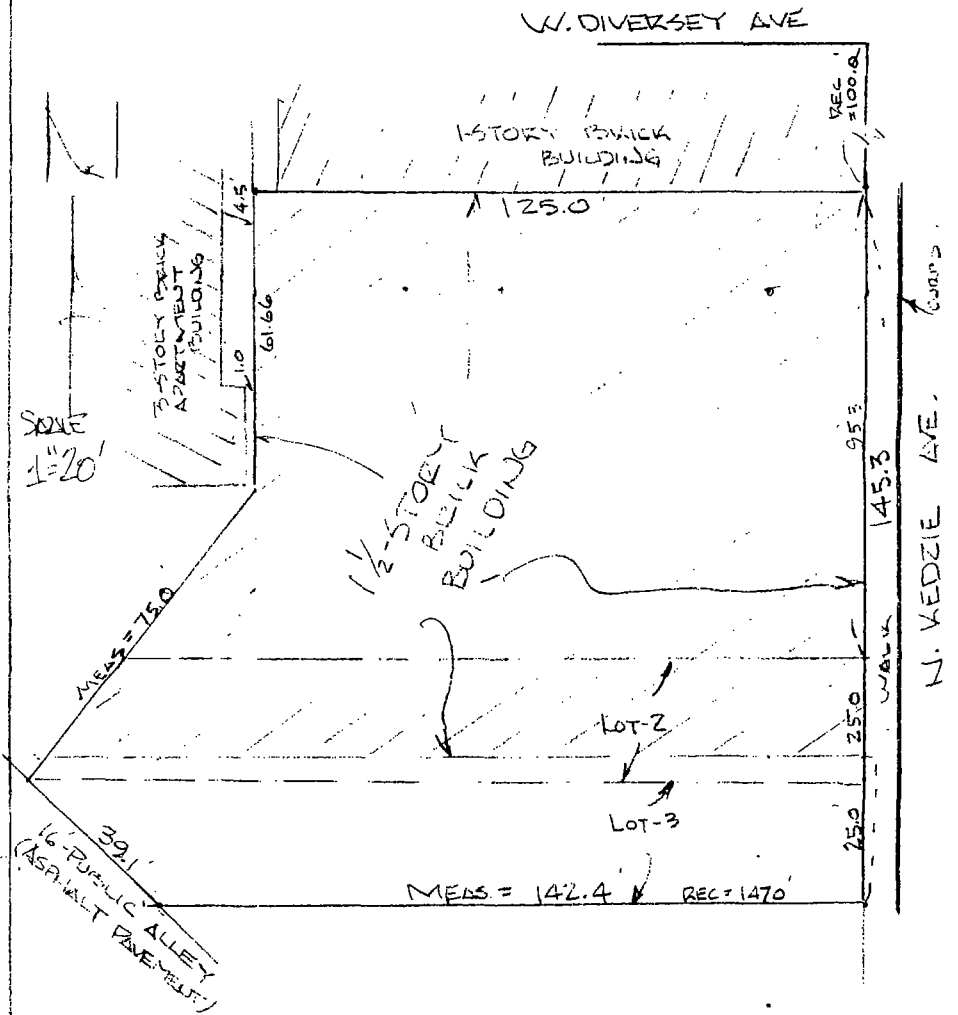 W. DIVERSEY AVE
REC
=100.0
1-STORY BRICK
BUILDING
125.0'
4.5'
3-STORY BRICK
APARTMENT
BUILDING
1.0
61.66
SCALE
1"=20'
1 1/2-STORY
BRICK
BUILDING
95.3
145.3
N. KEDZIE AVE.
WALK
MEAS = 75.0
25.0
LOT-2
LOT-3
25.0
39.1'
16'-PUBLIC ALLEY
(ASPHALT PAVEMENT)
MEAS. = 142.4'
REC = 147.0'